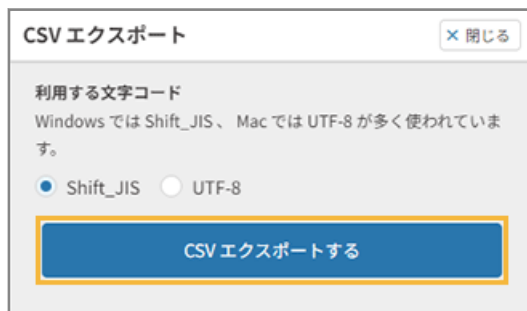 CSV エクスポート
× 閉じる
利用する文字コード
Windows では Shift_JIS 、 Mac では UTF-8 が多く使われていま
す。
Shift_JIS UTF-8
CSV エクスポートする